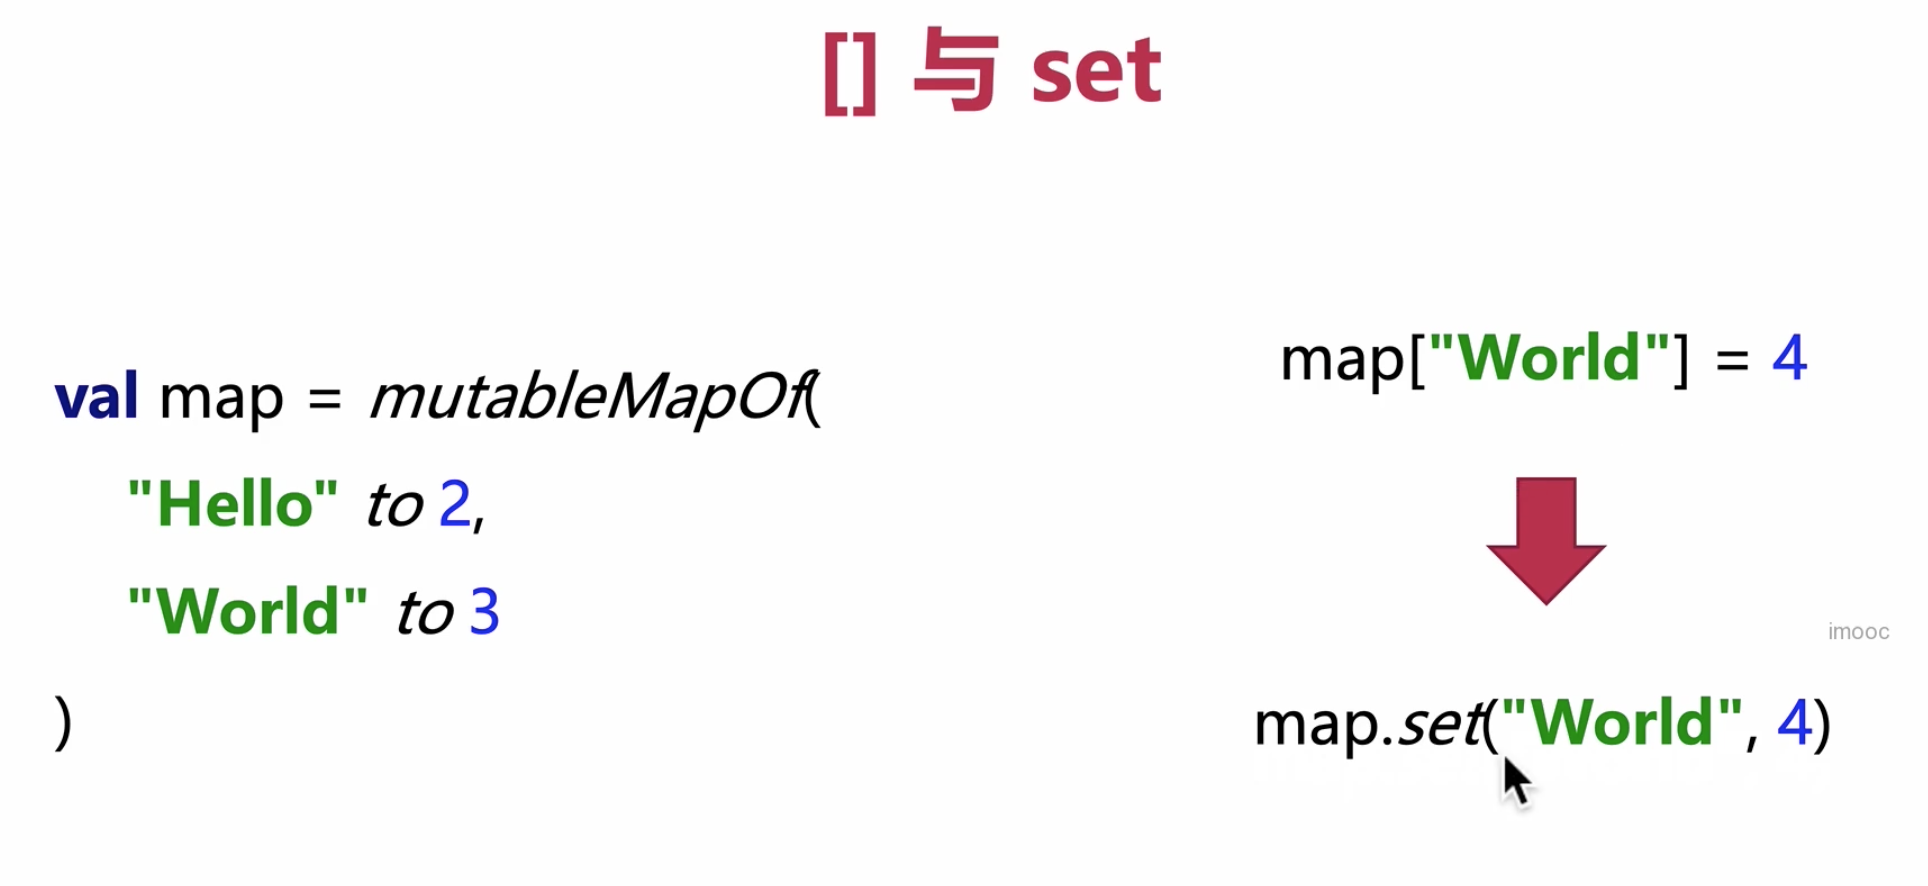 [] 与 set
val map = mutableMapOf(
"Hello" to 2,
"World" to 3
)
map["World"] = 4
imooc
map.set("World", 4)